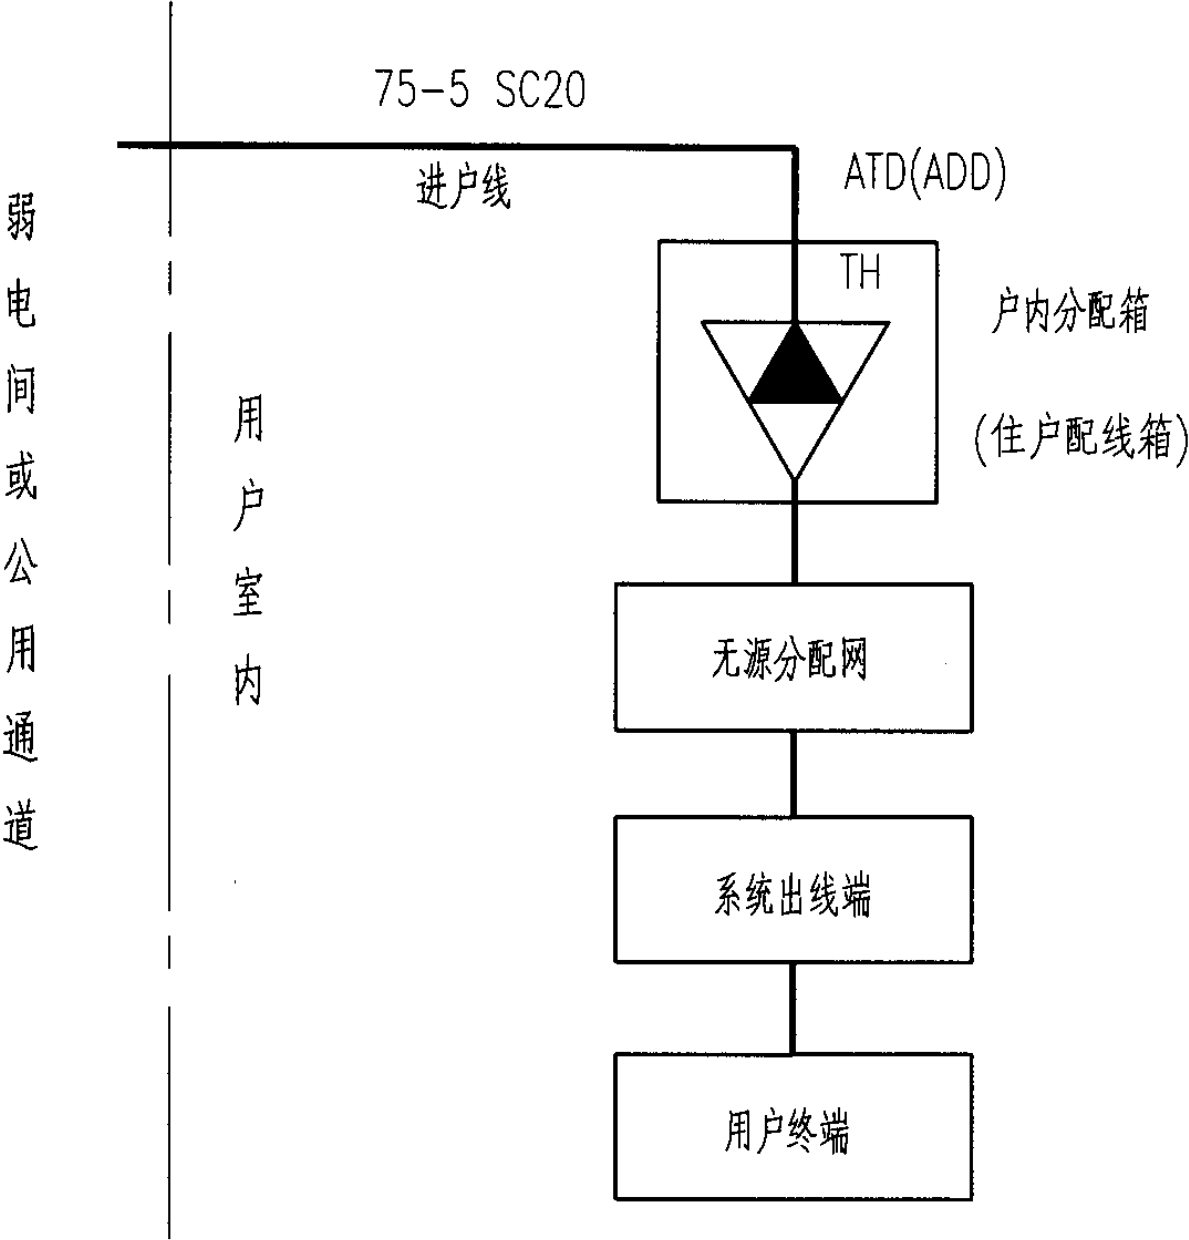 75-5 SC20
进户线
ATD(ADD)
TH
户内分配箱
(住户配线箱)
弱电间或公用通道
用户室内
无源分配网
系统出线端
用户终端